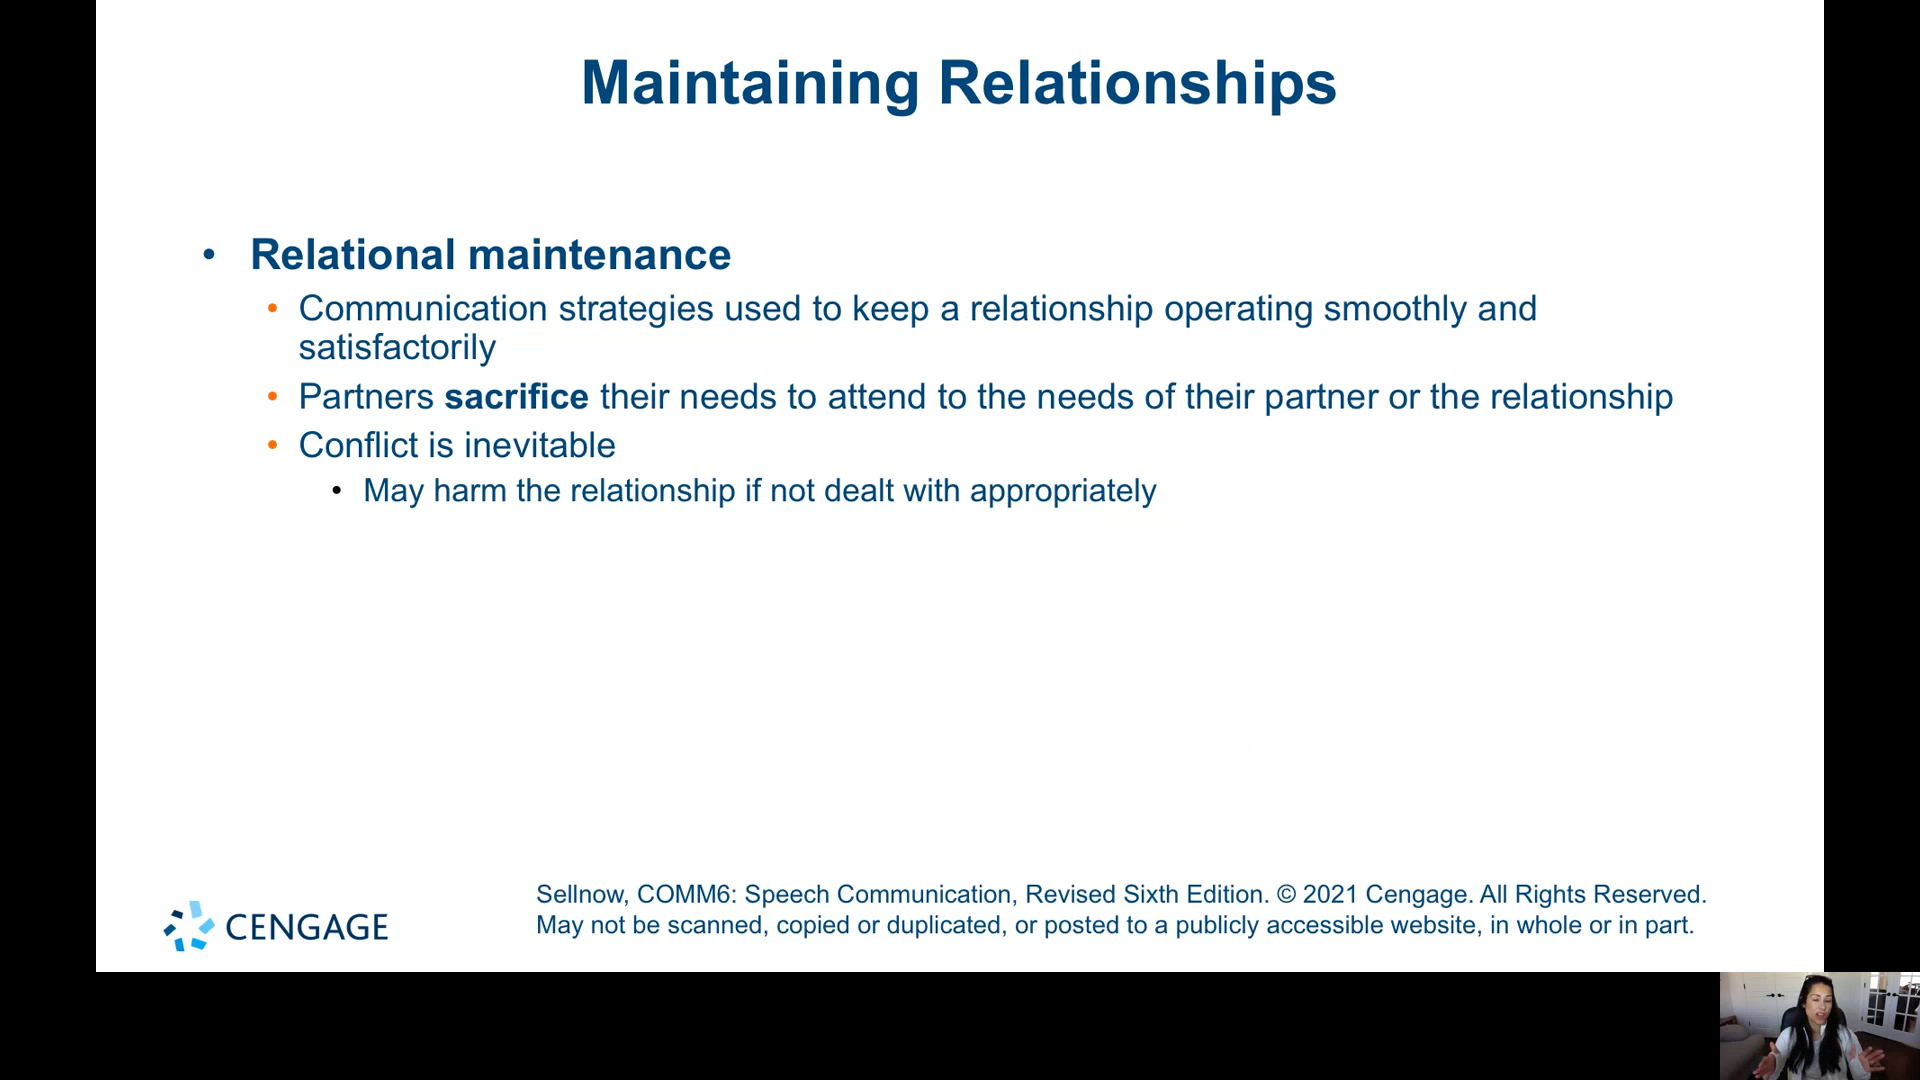 Maintaining Relationships
• Relational maintenance
• Communication strategies used to keep a relationship operating smoothly and
satisfactorily
• Partners sacrifice their needs to attend to the needs of their partner or the relationship
• Conflict is inevitable
• May harm the relationship if not dealt with appropriately
CENGAGE
Sellnow, COMM6: Speech Communication, Revised Sixth Edition. © 2021 Cengage. All Rights Reserved.
May not be scanned, copied or duplicated, or posted to a publicly accessible website, in whole or in part.